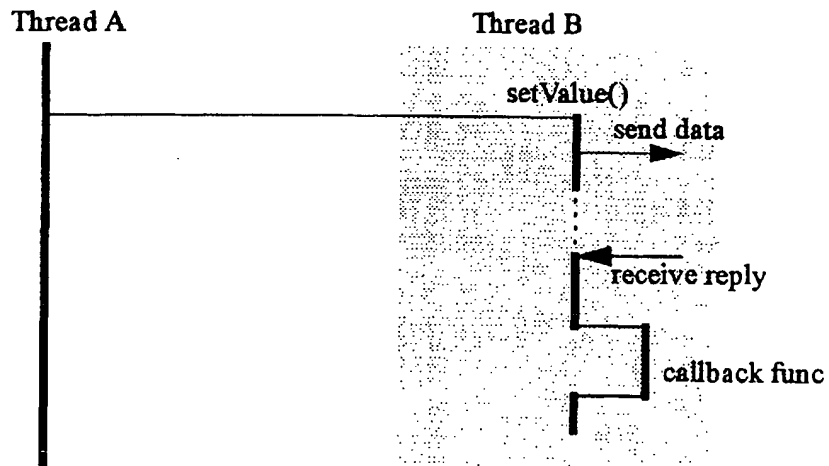 Thread A
Thread B
setValue()
send data
receive reply
callback func